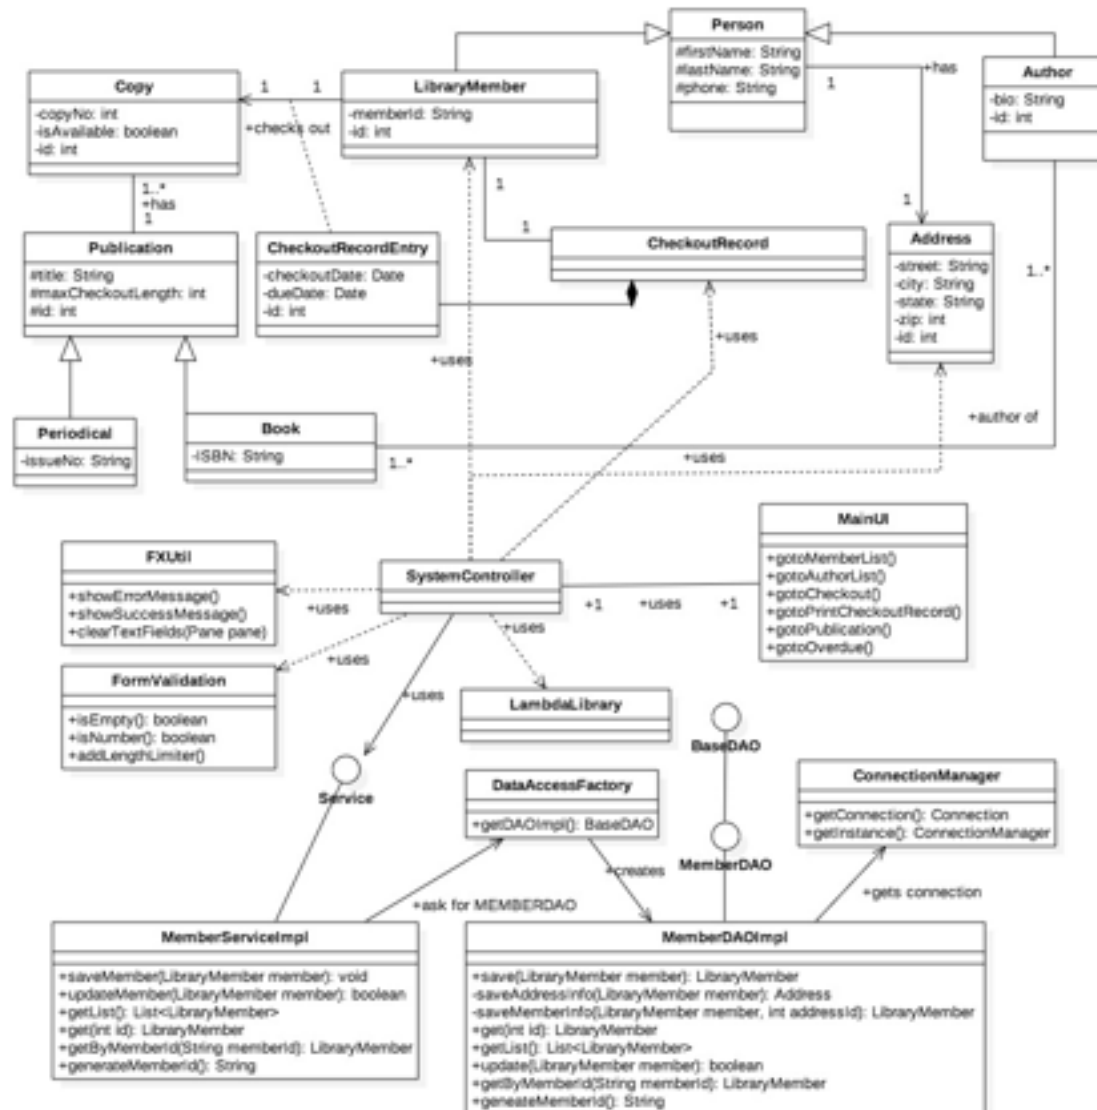 Person
#firstName: String
#lastName: String
#phone: String
+has
1
1
Author
-bio: String
-id: int
Copy
-copyNo: int
-isAvailable: boolean
-id: int
1
1
+checks out
LibraryMember
-memberId: String
-id: int
1..*
+has
1
1
1
Publication
#title: String
#maxCheckoutLength: int
#id: int
CheckoutRecordEntry
-checkoutDate: Date
-dueDate: Date
-id: int
CheckoutRecord
Address
-street: String
-city: String
-state: String
-zip: int
-id: int
1..*
+uses
+uses
+author of
Periodical
-issueNo: String
Book
-ISBN: String
1..*
+uses
MainUI
+gotoMemberList()
+gotoAuthorList()
+gotoCheckout()
+gotoPrintCheckoutRecord()
+gotoPublication()
+gotoOverdue()
FXUtil
+showErrorMessage()
+showSuccessMessage()
+clearTextFields(Pane pane)
SystemController
+uses
+1
+uses
+1
+uses
+uses
+uses
FormValidation
+isEmpty(): boolean
+isNumber(): boolean
+addLengthLimiter()
LambdaLibrary
BaseDAO
Service
DataAccessFactory
+getDAOImpl(): BaseDAO
ConnectionManager
+getConnection(): Connection
+getInstance(): ConnectionManager
MemberDAO
+creates
+ask for MEMBERDAO
+gets connection
MemberServiceImpl
+saveMember(LibraryMember member): void
+updateMember(LibraryMember member): boolean
+getList(): List<LibraryMember>
+get(int id): LibraryMember
+getByMemberId(String memberId): LibraryMember
+generateMemberId(): String
MemberDAOImpl
+save(LibraryMember member): LibraryMember
-saveAddressInfo(LibraryMember member): Address
-saveMemberInfo(LibraryMember member, int addressId): LibraryMember
+get(int id): LibraryMember
+getList(): List<LibraryMember>
+update(LibraryMember member): boolean
+getByMemberId(String memberId): LibraryMember
+geneateMemberId(): String